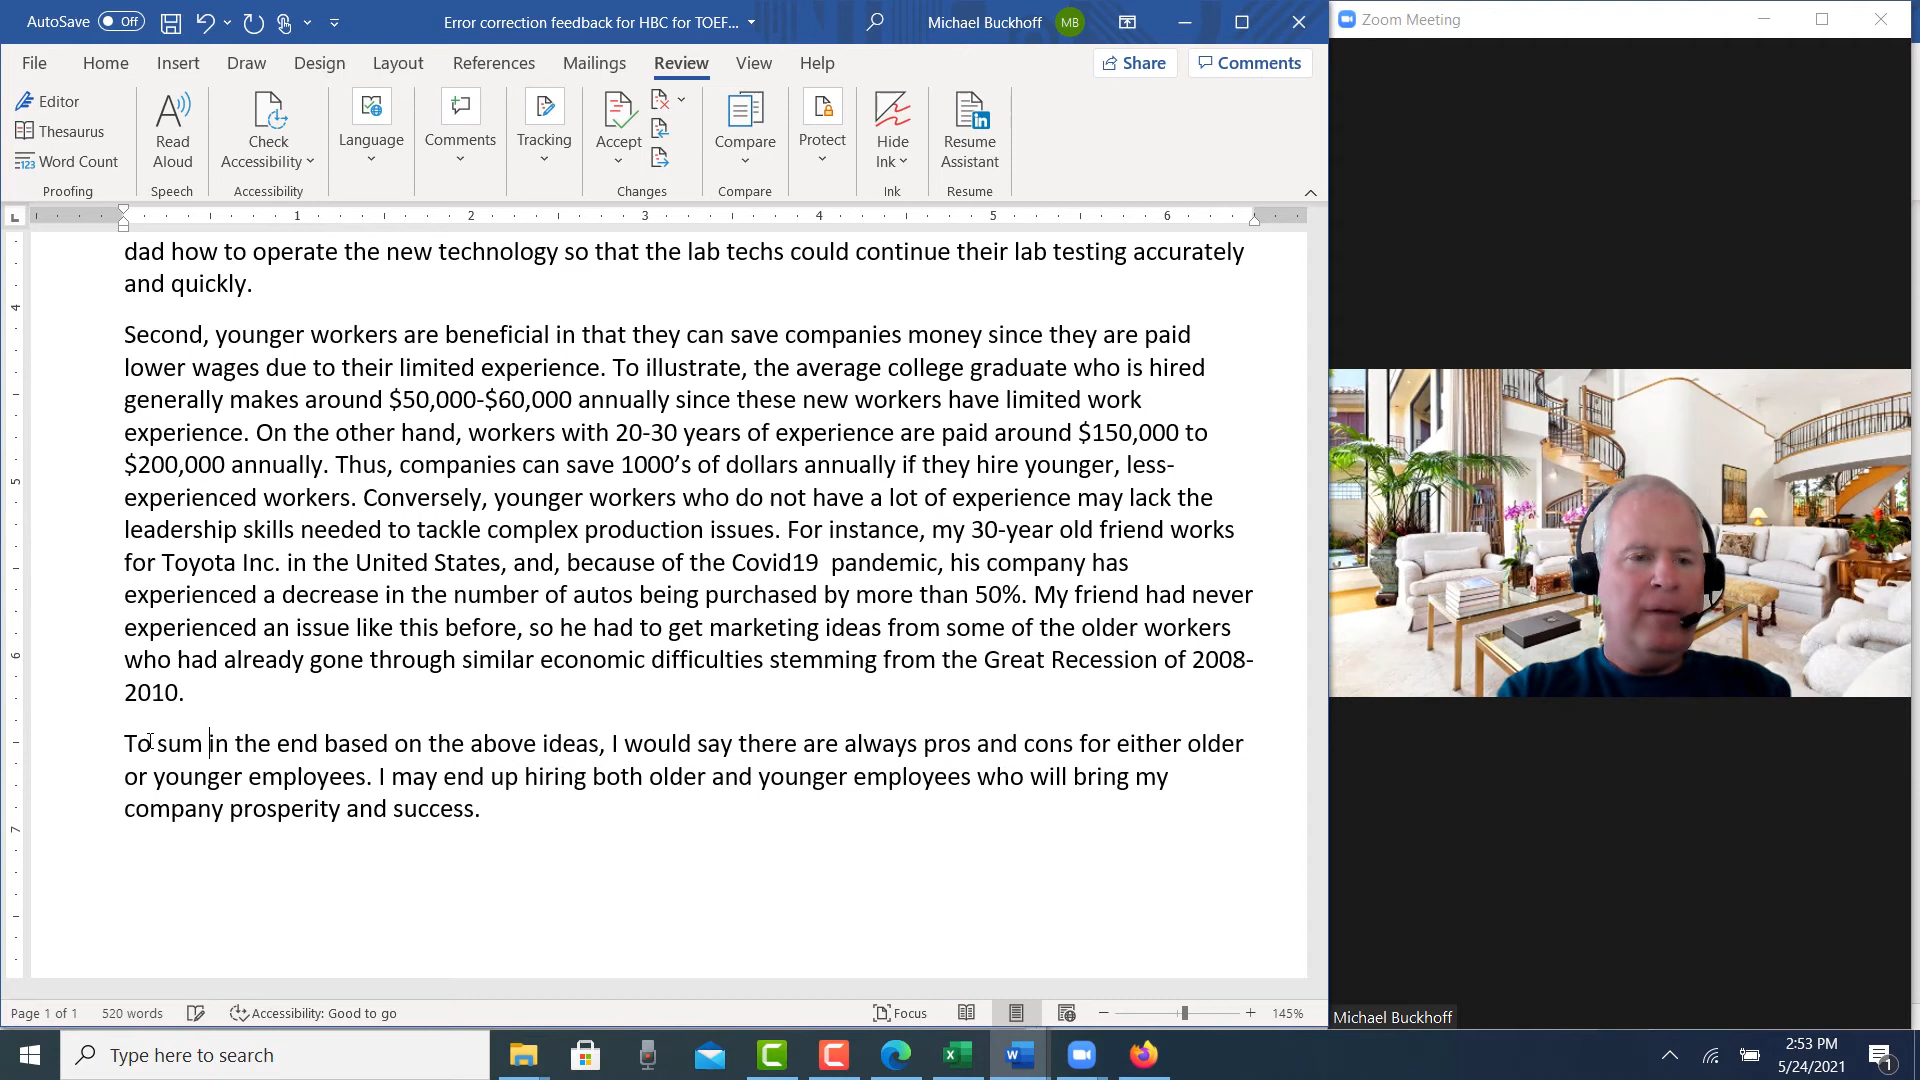 AutoSave Off
Error correction feedback for HBC for TOEF...
Michael Buckhoff MB
Zoom Meeting
File Home Insert Draw Design Layout References Mailings Review View Help
Share Comments
Editor
Thesaurus
Word Count
Proofing
Read Aloud
Speech
Check Accessibility
Accessibility
Language
Comments
Tracking
Accept
Changes
Compare
Compare
Protect
Hide Ink
Ink
Resume Assistant
Resume
1 2 3 4 5 6
4
5
6
7
dad how to operate the new technology so that the lab techs could continue their lab testing accurately
and quickly.
Second, younger workers are beneficial in that they can save companies money since they are paid
lower wages due to their limited experience. To illustrate, the average college graduate who is hired
generally makes around $50,000-$60,000 annually since these new workers have limited work
experience. On the other hand, workers with 20-30 years of experience are paid around $150,000 to
$200,000 annually. Thus, companies can save 1000’s of dollars annually if they hire younger, less-
experienced workers. Conversely, younger workers who do not have a lot of experience may lack the
leadership skills needed to tackle complex production issues. For instance, my 30-year old friend works
for Toyota Inc. in the United States, and, because of the Covid19  pandemic, his company has
experienced a decrease in the number of autos being purchased by more than 50%. My friend had never
experienced an issue like this before, so he had to get marketing ideas from some of the older workers
who had already gone through similar economic difficulties stemming from the Great Recession of 2008-
2010.
To sum in the end based on the above ideas, I would say there are always pros and cons for either older
or younger employees. I may end up hiring both older and younger employees who will bring my
company prosperity and success.
Page 1 of 1 520 words Accessibility: Good to go
Focus
145%
Michael Buckhoff
Type here to search
2:53 PM
5/24/2021
1